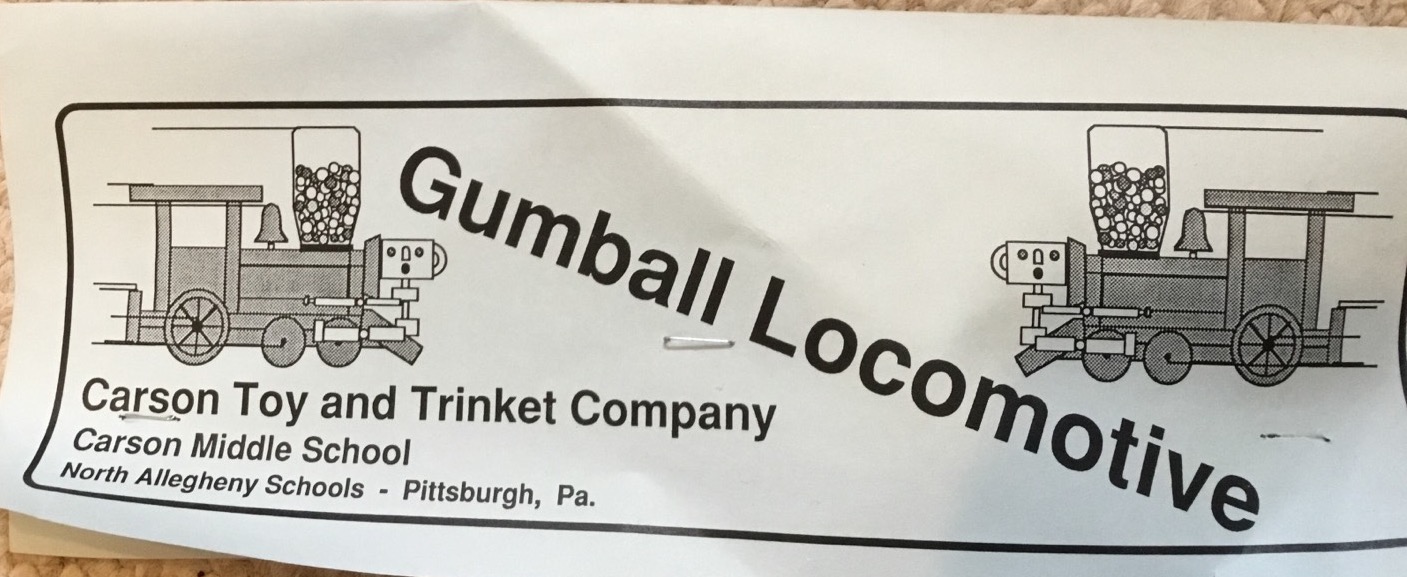 Gumball Locomotive
Carson Toy and Trinket Company
Carson Middle School
North Allegheny Schools - Pittsburgh, Pa.